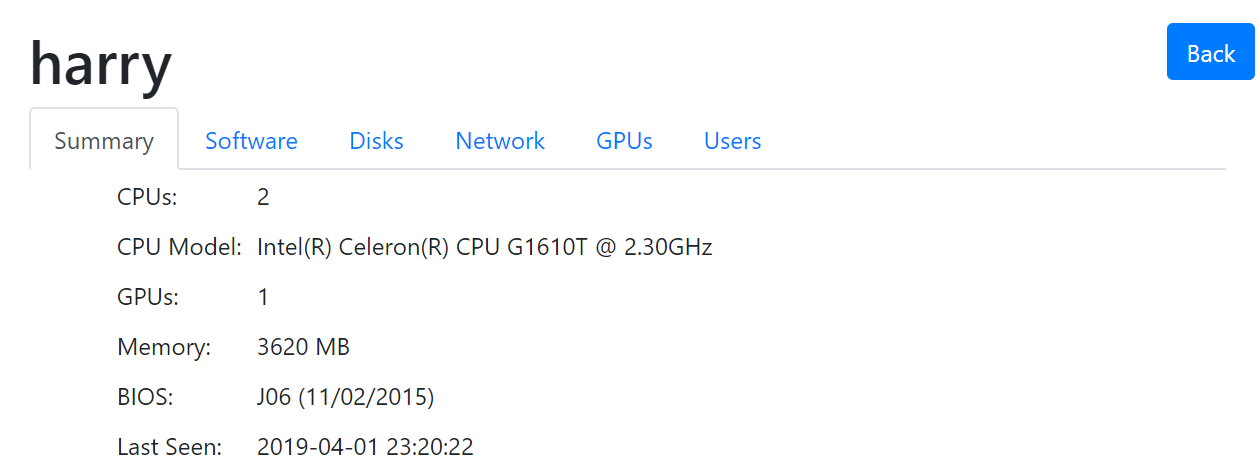 harry
Back
Summary Software Disks Network GPUs Users
CPUs: 2
CPU Model: Intel(R) Celeron(R) CPU G1610T @ 2.30GHz
GPUs: 1
Memory: 3620 MB
BIOS: J06 (11/02/2015)
Last Seen: 2019-04-01 23:20:22